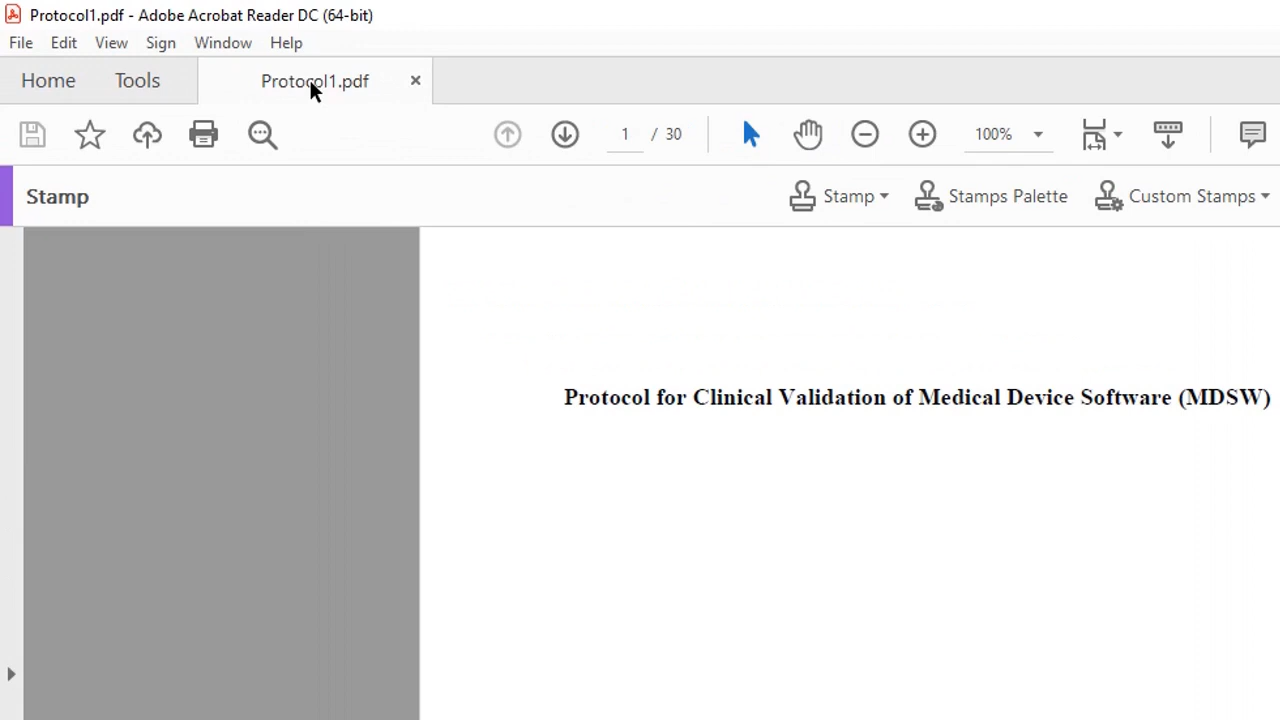 Protocol1.pdf - Adobe Acrobat Reader DC (64-bit)
File Edit View Sign Window Help
Home Tools Protocol1.pdf
1 / 30 100%
Stamp Stamp Stamps Palette Custom Stamps
Protocol for Clinical Validation of Medical Device Software (MDSW)